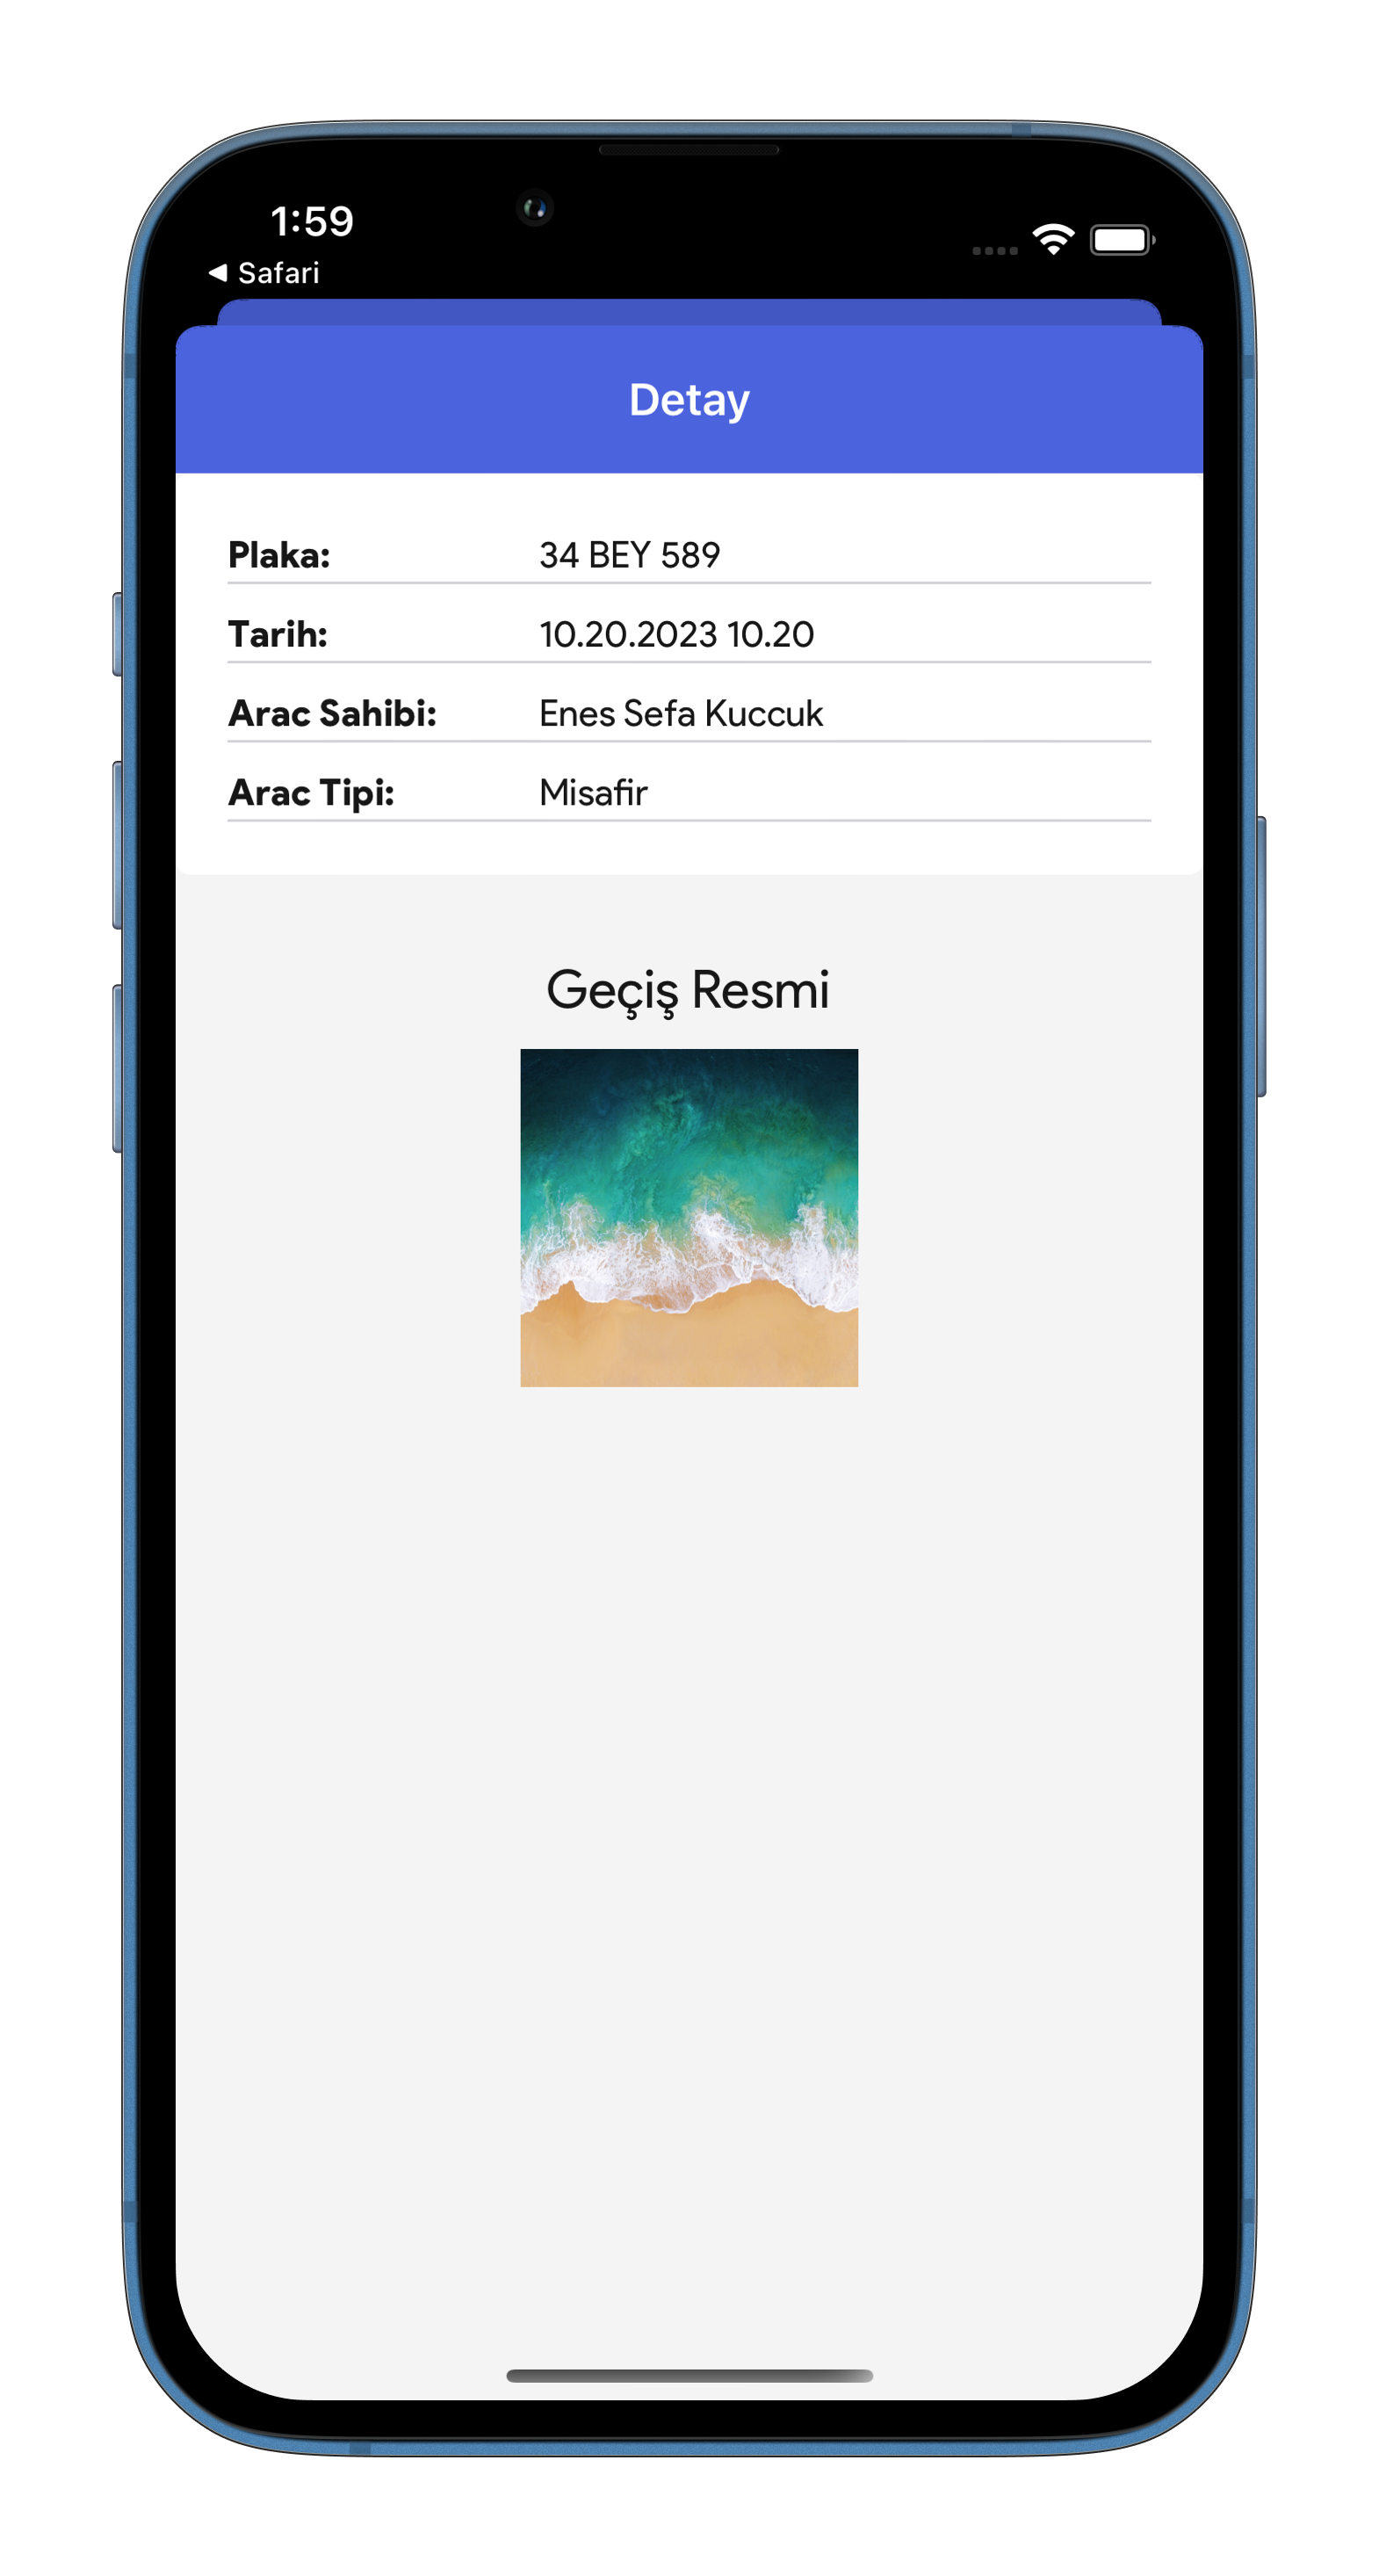 1:59
Safari
Detay
Plaka: 34 BEY 589
Tarih: 10.20.2023 10.20
Arac Sahibi: Enes Sefa Kuccuk
Arac Tipi: Misafir
Geçiş Resmi